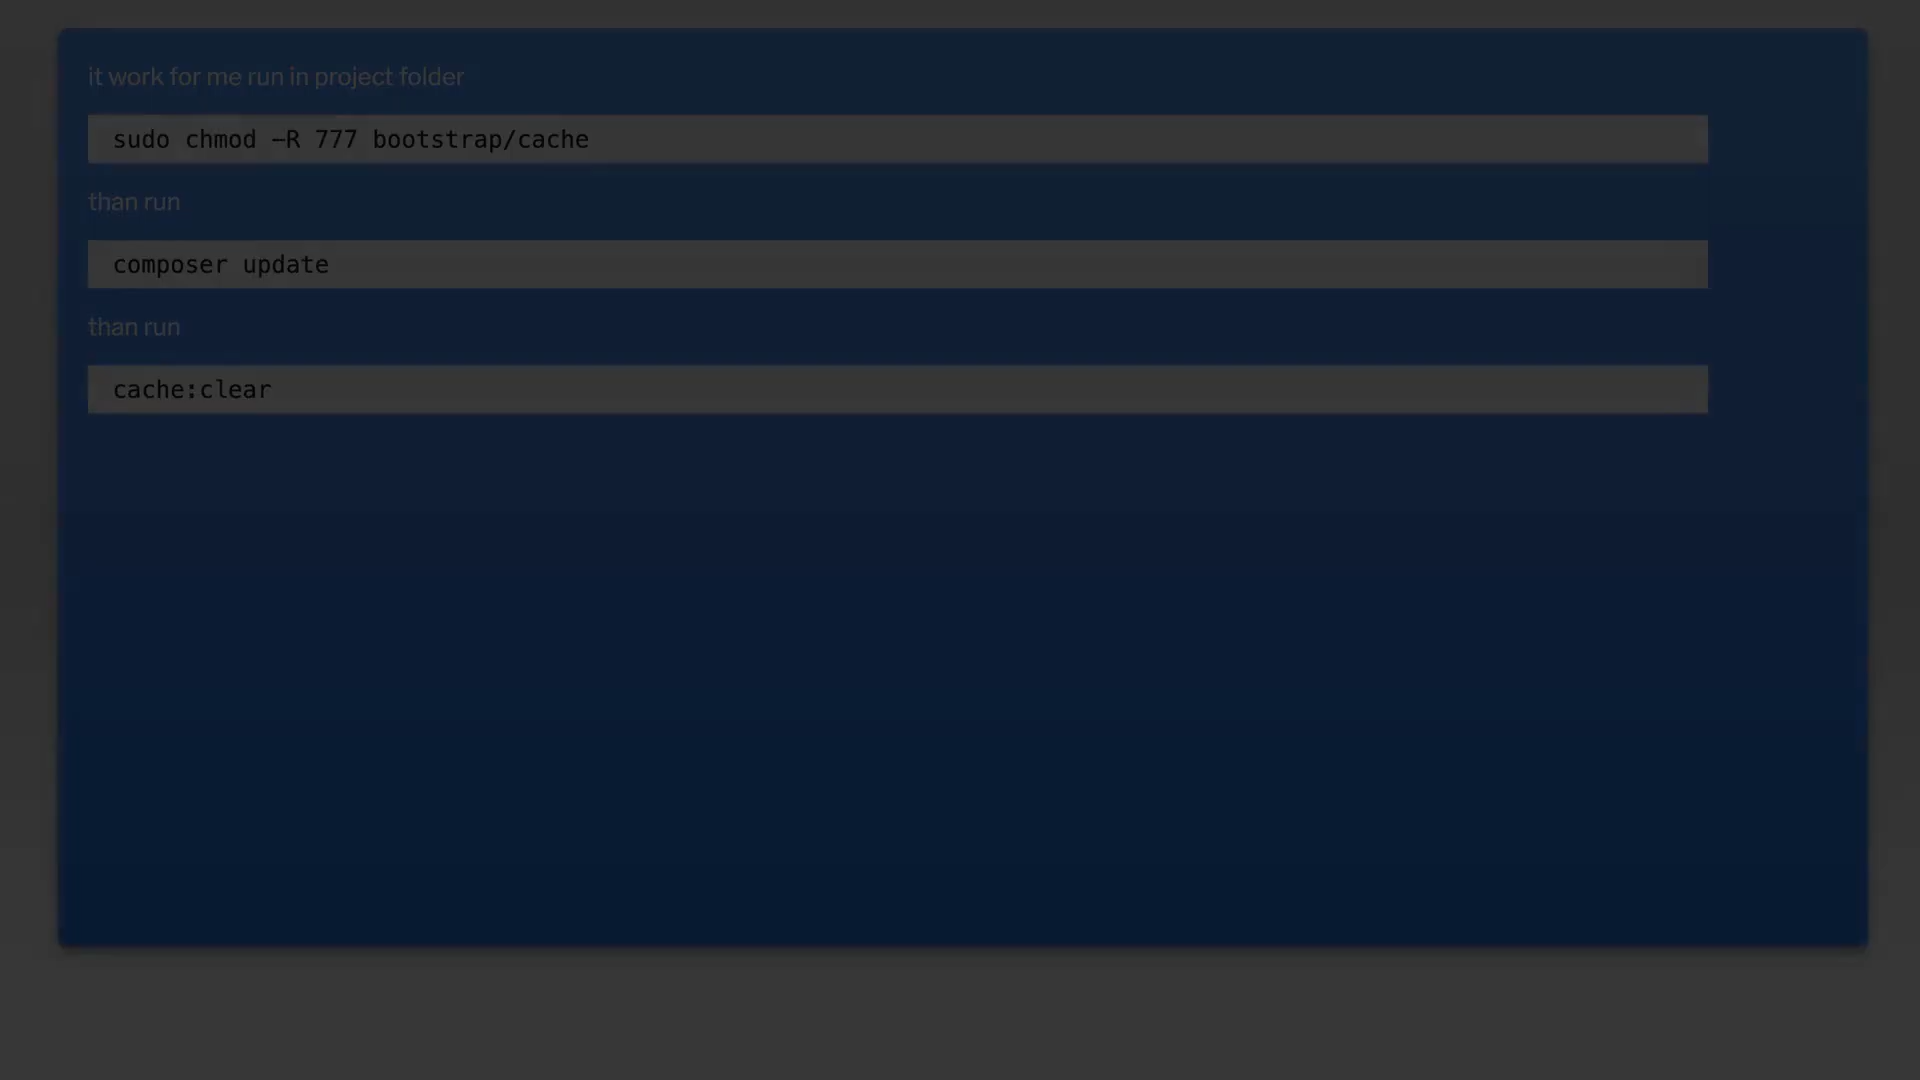 it work for me run in project folder
sudo chmod -R 777 bootstrap/cache
than run
composer update
than run
cache:clear